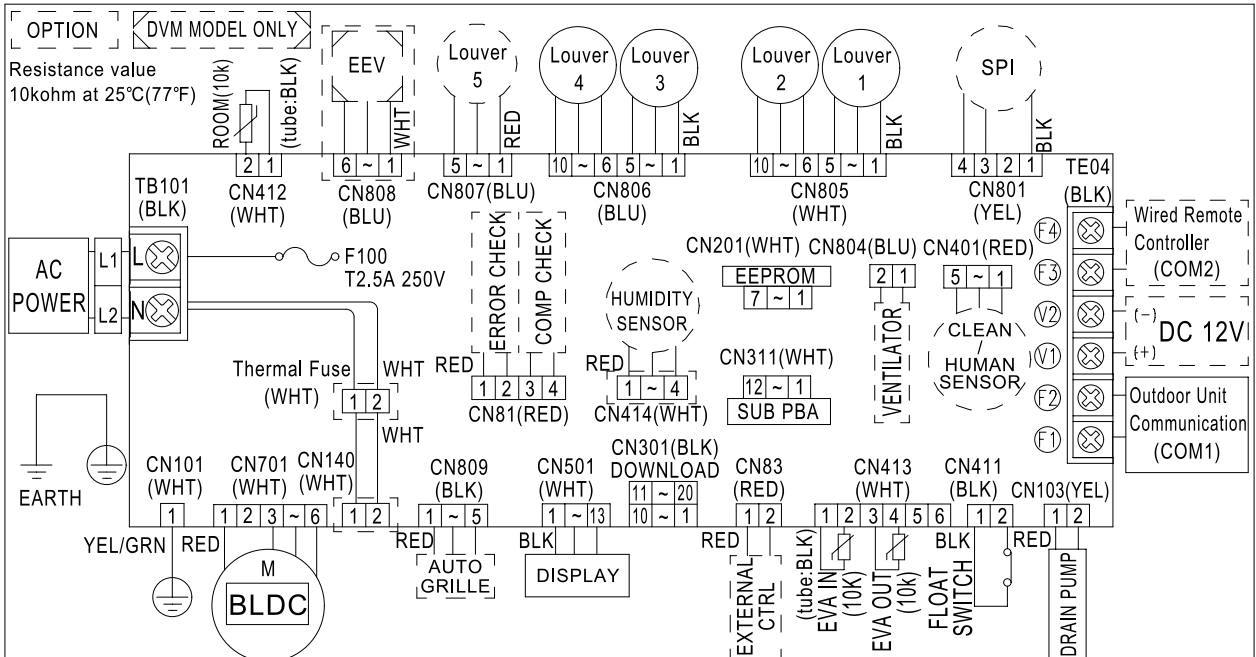 OPTION
DVM MODEL ONLY
Resistance value
10kohm at 25℃(77℉)
ROOM(10k)
(tube:BLK)
EEV
WHT
Louver
5
RED
Louver
4
Louver
3
BLK
Louver
2
Louver
1
BLK
SPI
BLK
2 1
6 ~ 1
5 ~ 1
10 ~ 6 5 ~ 1
10 ~ 6 5 ~ 1
4 3 2 1
TB101
(BLK)
CN412
(WHT)
CN808
(BLU)
CN807(BLU)
CN806
(BLU)
CN805
(WHT)
CN801
(YEL)
TE04
(BLK)
AC
POWER
L1
L2
L
N
F100
T2.5A 250V
ERROR CHECK
COMP CHECK
RED
1 2 3 4
CN81(RED)
HUMIDITY
SENSOR
RED
1 ~ 4
CN414(WHT)
CN201(WHT)
EEPROM
7 ~ 1
CN804(BLU)
2 1
VENTILATOR
CN401(RED)
5 ~ 1
CLEAN
/
HUMAN
SENSOR
CN311(WHT)
12 ~ 1
SUB PBA
F4
F3
V2
V1
F2
F1
Wired Remote
Controller
(COM2)
(-)
DC 12V
(+)
Outdoor Unit
Communication
(COM1)
Thermal Fuse
(WHT)
WHT
1 2
WHT
EARTH
CN101
(WHT)
1
YEL/GRN
CN701
(WHT)
1 2 3 ~ 6
RED
M
BLDC
CN140
(WHT)
1 2
CN809
(BLK)
1 ~ 5
RED
AUTO
GRILLE
CN501
(WHT)
1 ~ 13
BLK
DISPLAY
CN301(BLK)
DOWNLOAD
11 ~ 20
10 ~ 1
CN83
(RED)
1 2
RED
EXTERNAL
CTRL
CN413
(WHT)
1 2 3 4 5 6
(tube:BLK)
EVA IN
(10K)
EVA OUT
(10k)
CN411
(BLK)
1 2
BLK
FLOAT
SWITCH
CN103(YEL)
1 2
RED
DRAIN PUMP